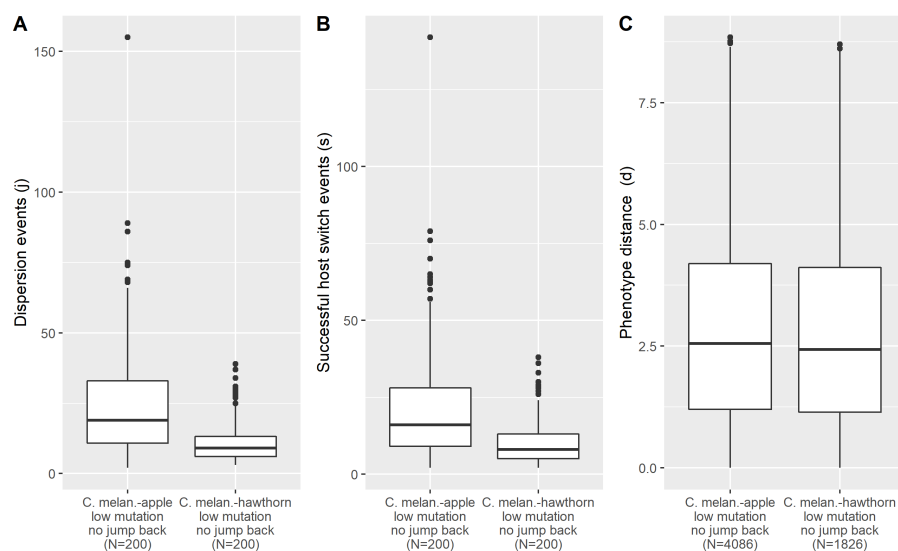 A
B
C
Dispersion events (j)
150
100
50
0
C. melan.-apple
low mutation
no jump back
(N=200)
C. melan.-hawthorn
low mutation
no jump back
(N=200)
Successful host switch events (s)
100
50
0
C. melan.-apple
low mutation
no jump back
(N=200)
C. melan.-hawthorn
low mutation
no jump back
(N=200)
Phenotype distance (d)
7.5
5.0
2.5
0.0
C. melan.-apple
low mutation
no jump back
(N=4086)
C. melan.-hawthorn
low mutation
no jump back
(N=1826)